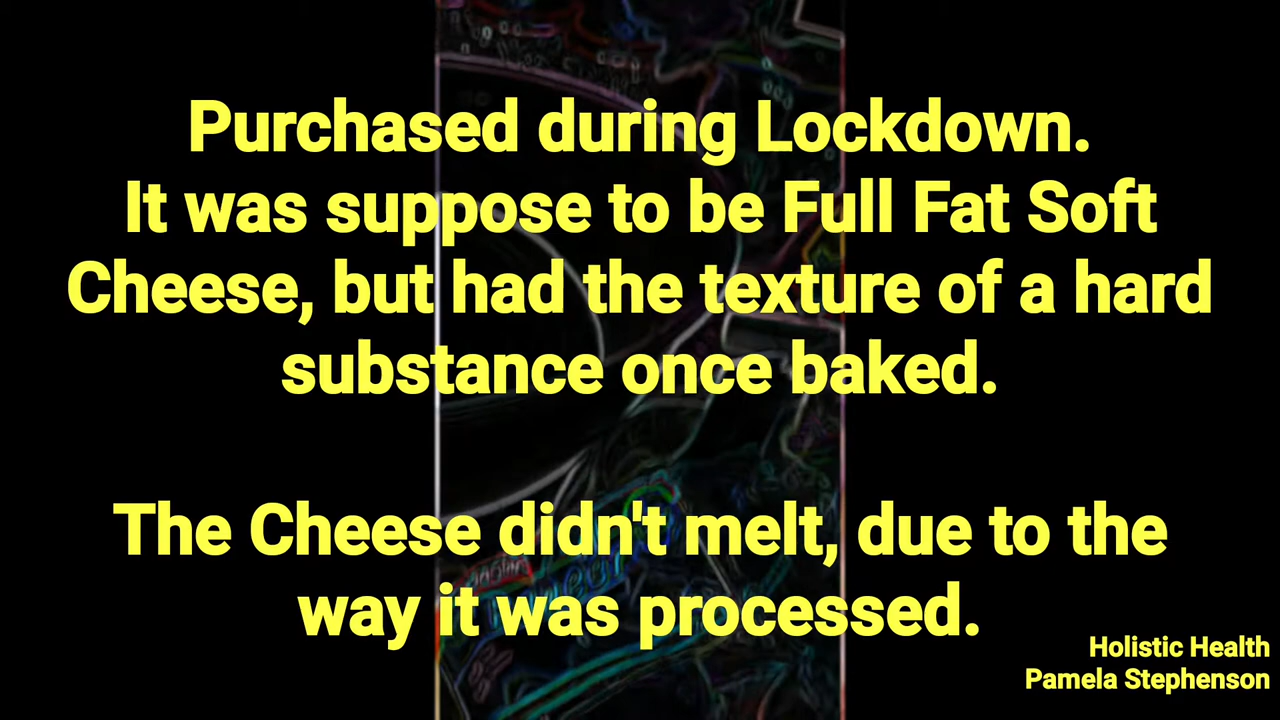 Purchased during Lockdown.
It was suppose to be Full Fat Soft
Cheese, but had the texture of a hard
substance once baked.
The Cheese didn't melt, due to the
way it was processed.
Holistic Health
Pamela Stephenson